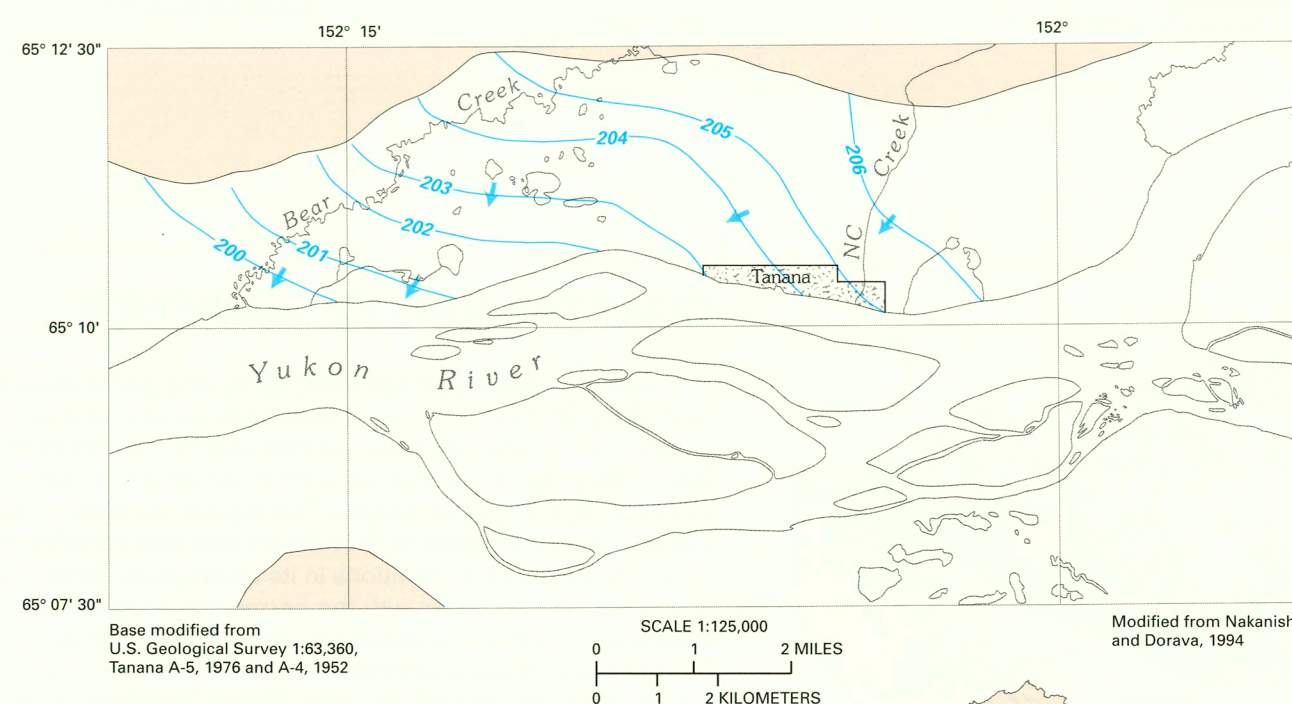 152° 15'
152°
65° 12' 30"
Creek
205
204
206
Creek
203
Bear
202
200
201
NC
Tanana
65° 10'
Yukon River
65° 07' 30"
Base modified from
U.S. Geological Survey 1:63,360,
Tanana A-5, 1976 and A-4, 1952
SCALE 1:125,000
0 1 2 MILES
0 1 2 KILOMETERS
Modified from Nakanish
and Dorava, 1994